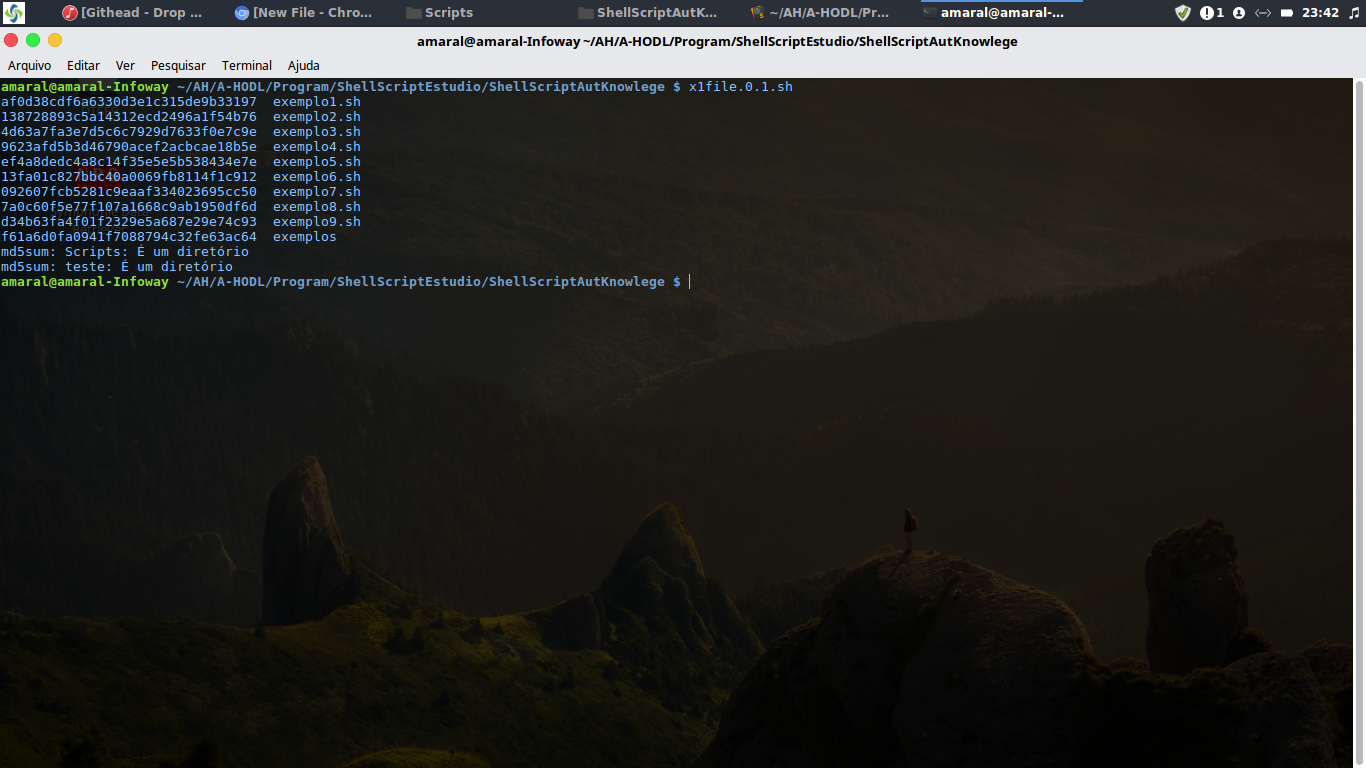 [Githead - Drop ...
[New File - Chro...
Scripts
ShellScriptAutK...
~/AH/A-HODL/Pr...
amaral@amaral-...
1
23:42
amaral@amaral-Infoway ~/AH/A-HODL/Program/ShellScriptEstudio/ShellScriptAutKnowlege
Arquivo Editar Ver Pesquisar Terminal Ajuda
amaral@amaral-Infoway ~/AH/A-HODL/Program/ShellScriptEstudio/ShellScriptAutKnowlege $ x1file.0.1.sh
af0d38cdf6a6330d3e1c315de9b33197  exemplo1.sh
138728893c5a14312ecd2496a1f54b76  exemplo2.sh
4d63a7fa3e7d5c6c7929d7633f0e7c9e  exemplo3.sh
9623afd5b3d46790acef2acbcae18b5e  exemplo4.sh
ef4a8dedc4a8c14f35e5e5b538434e7e  exemplo5.sh
13fa01c827bbc40a0069fb8114f1c912  exemplo6.sh
092607fcb5281c9eaaf334023695cc50  exemplo7.sh
7a0c60f5e77f107a1668c9ab1950df6d  exemplo8.sh
d34b63fa4f01f2329e5a687e29e74c93  exemplo9.sh
f61a6d0fa0941f7088794c32fe63ac64  exemplos
md5sum: Scripts: É um diretório
md5sum: teste: É um diretório
amaral@amaral-Infoway ~/AH/A-HODL/Program/ShellScriptEstudio/ShellScriptAutKnowlege $